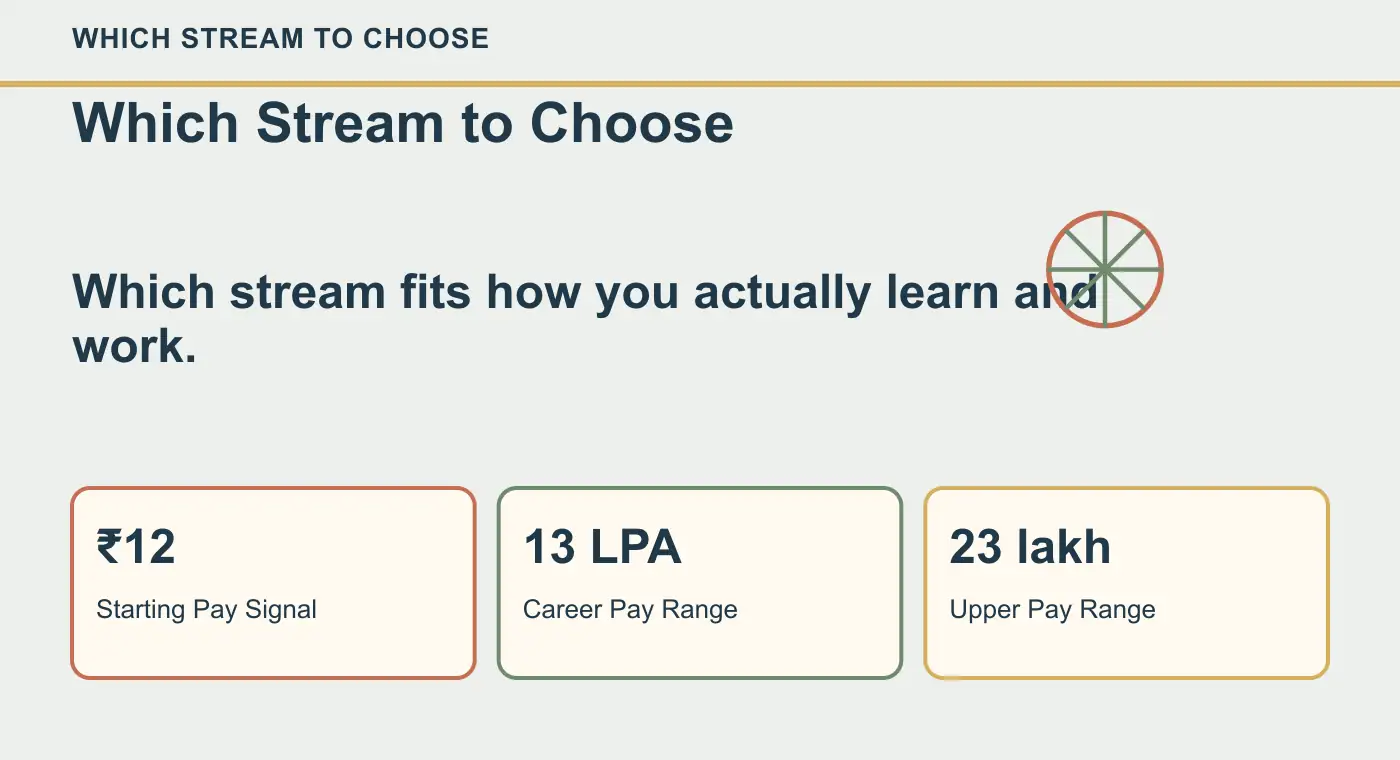 WHICH STREAM TO CHOOSE
Which Stream to Choose
Which stream fits how you actually learn and
work.
₹12
Starting Pay Signal
13 LPA
Career Pay Range
23 lakh
Upper Pay Range